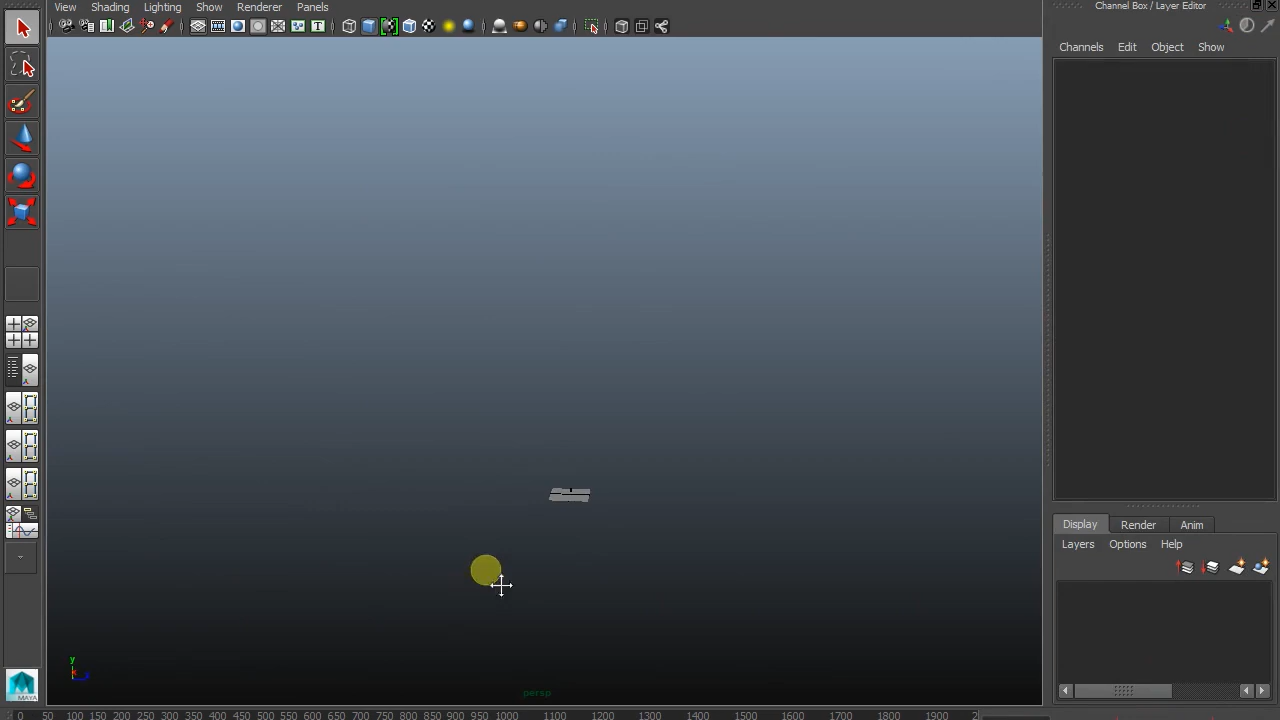 Channel Box / Layer Editor
View Shading Lighting Show Renderer Panels
Channels Edit Object Show
Display Render Anim
Layers Options Help
y
persp
MAYA
0 50 100 150 200 250 300 350 400 450 500 550 600 650 700 750 800 850 900 950 1000 1100 1200 1300 1400 1500 1600 1700 1800 1900 2